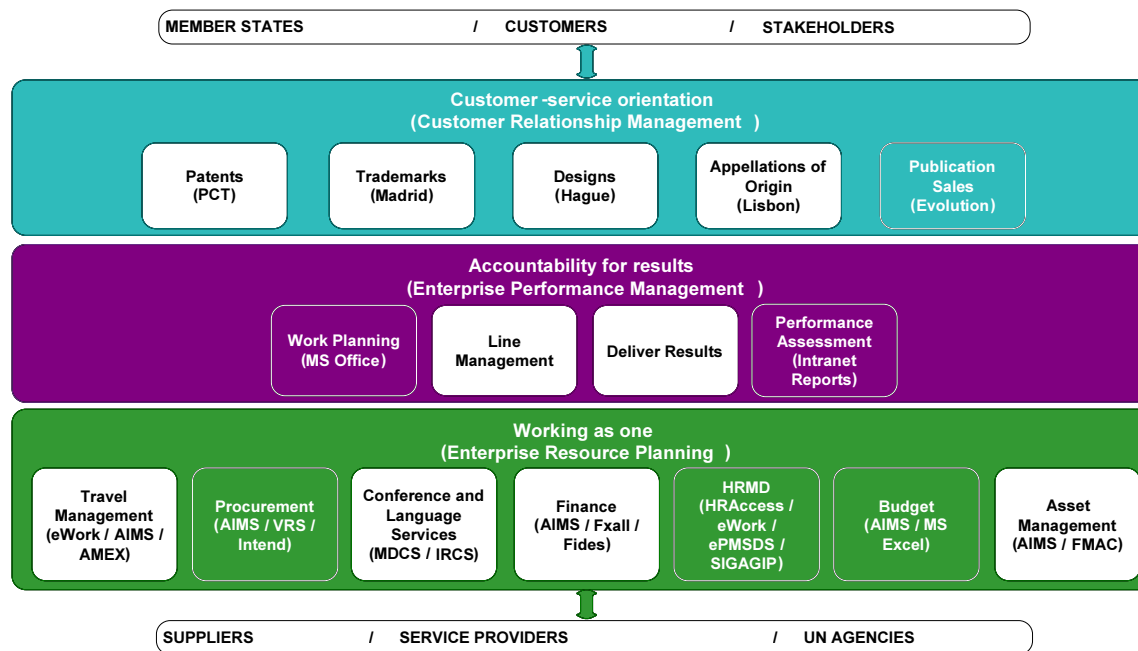 MEMBER STATES / CUSTOMERS / STAKEHOLDERS
Customer -service orientation
(Customer Relationship Management )
Patents
(PCT)
Trademarks
(Madrid)
Designs
(Hague)
Appellations of
Origin
(Lisbon)
Publication
Sales
(Evolution)
Accountability for results
(Enterprise Performance Management )
Work Planning
(MS Office)
Line
Management
Deliver Results
Performance
Assessment
(Intranet
Reports)
Working as one
(Enterprise Resource Planning )
Travel
Management
(eWork / AIMS /
AMEX)
Procurement
(AIMS / VRS /
Intend)
Conference and
Language
Services
(MDCS / IRCS)
Finance
(AIMS / Fxall /
Fides)
HRMD
(HRAccess /
eWork /
ePMSDS /
SIGAGIP)
Budget
(AIMS / MS
Excel)
Asset
Management
(AIMS / FMAC)
SUPPLIERS / SERVICE PROVIDERS / UN AGENCIES